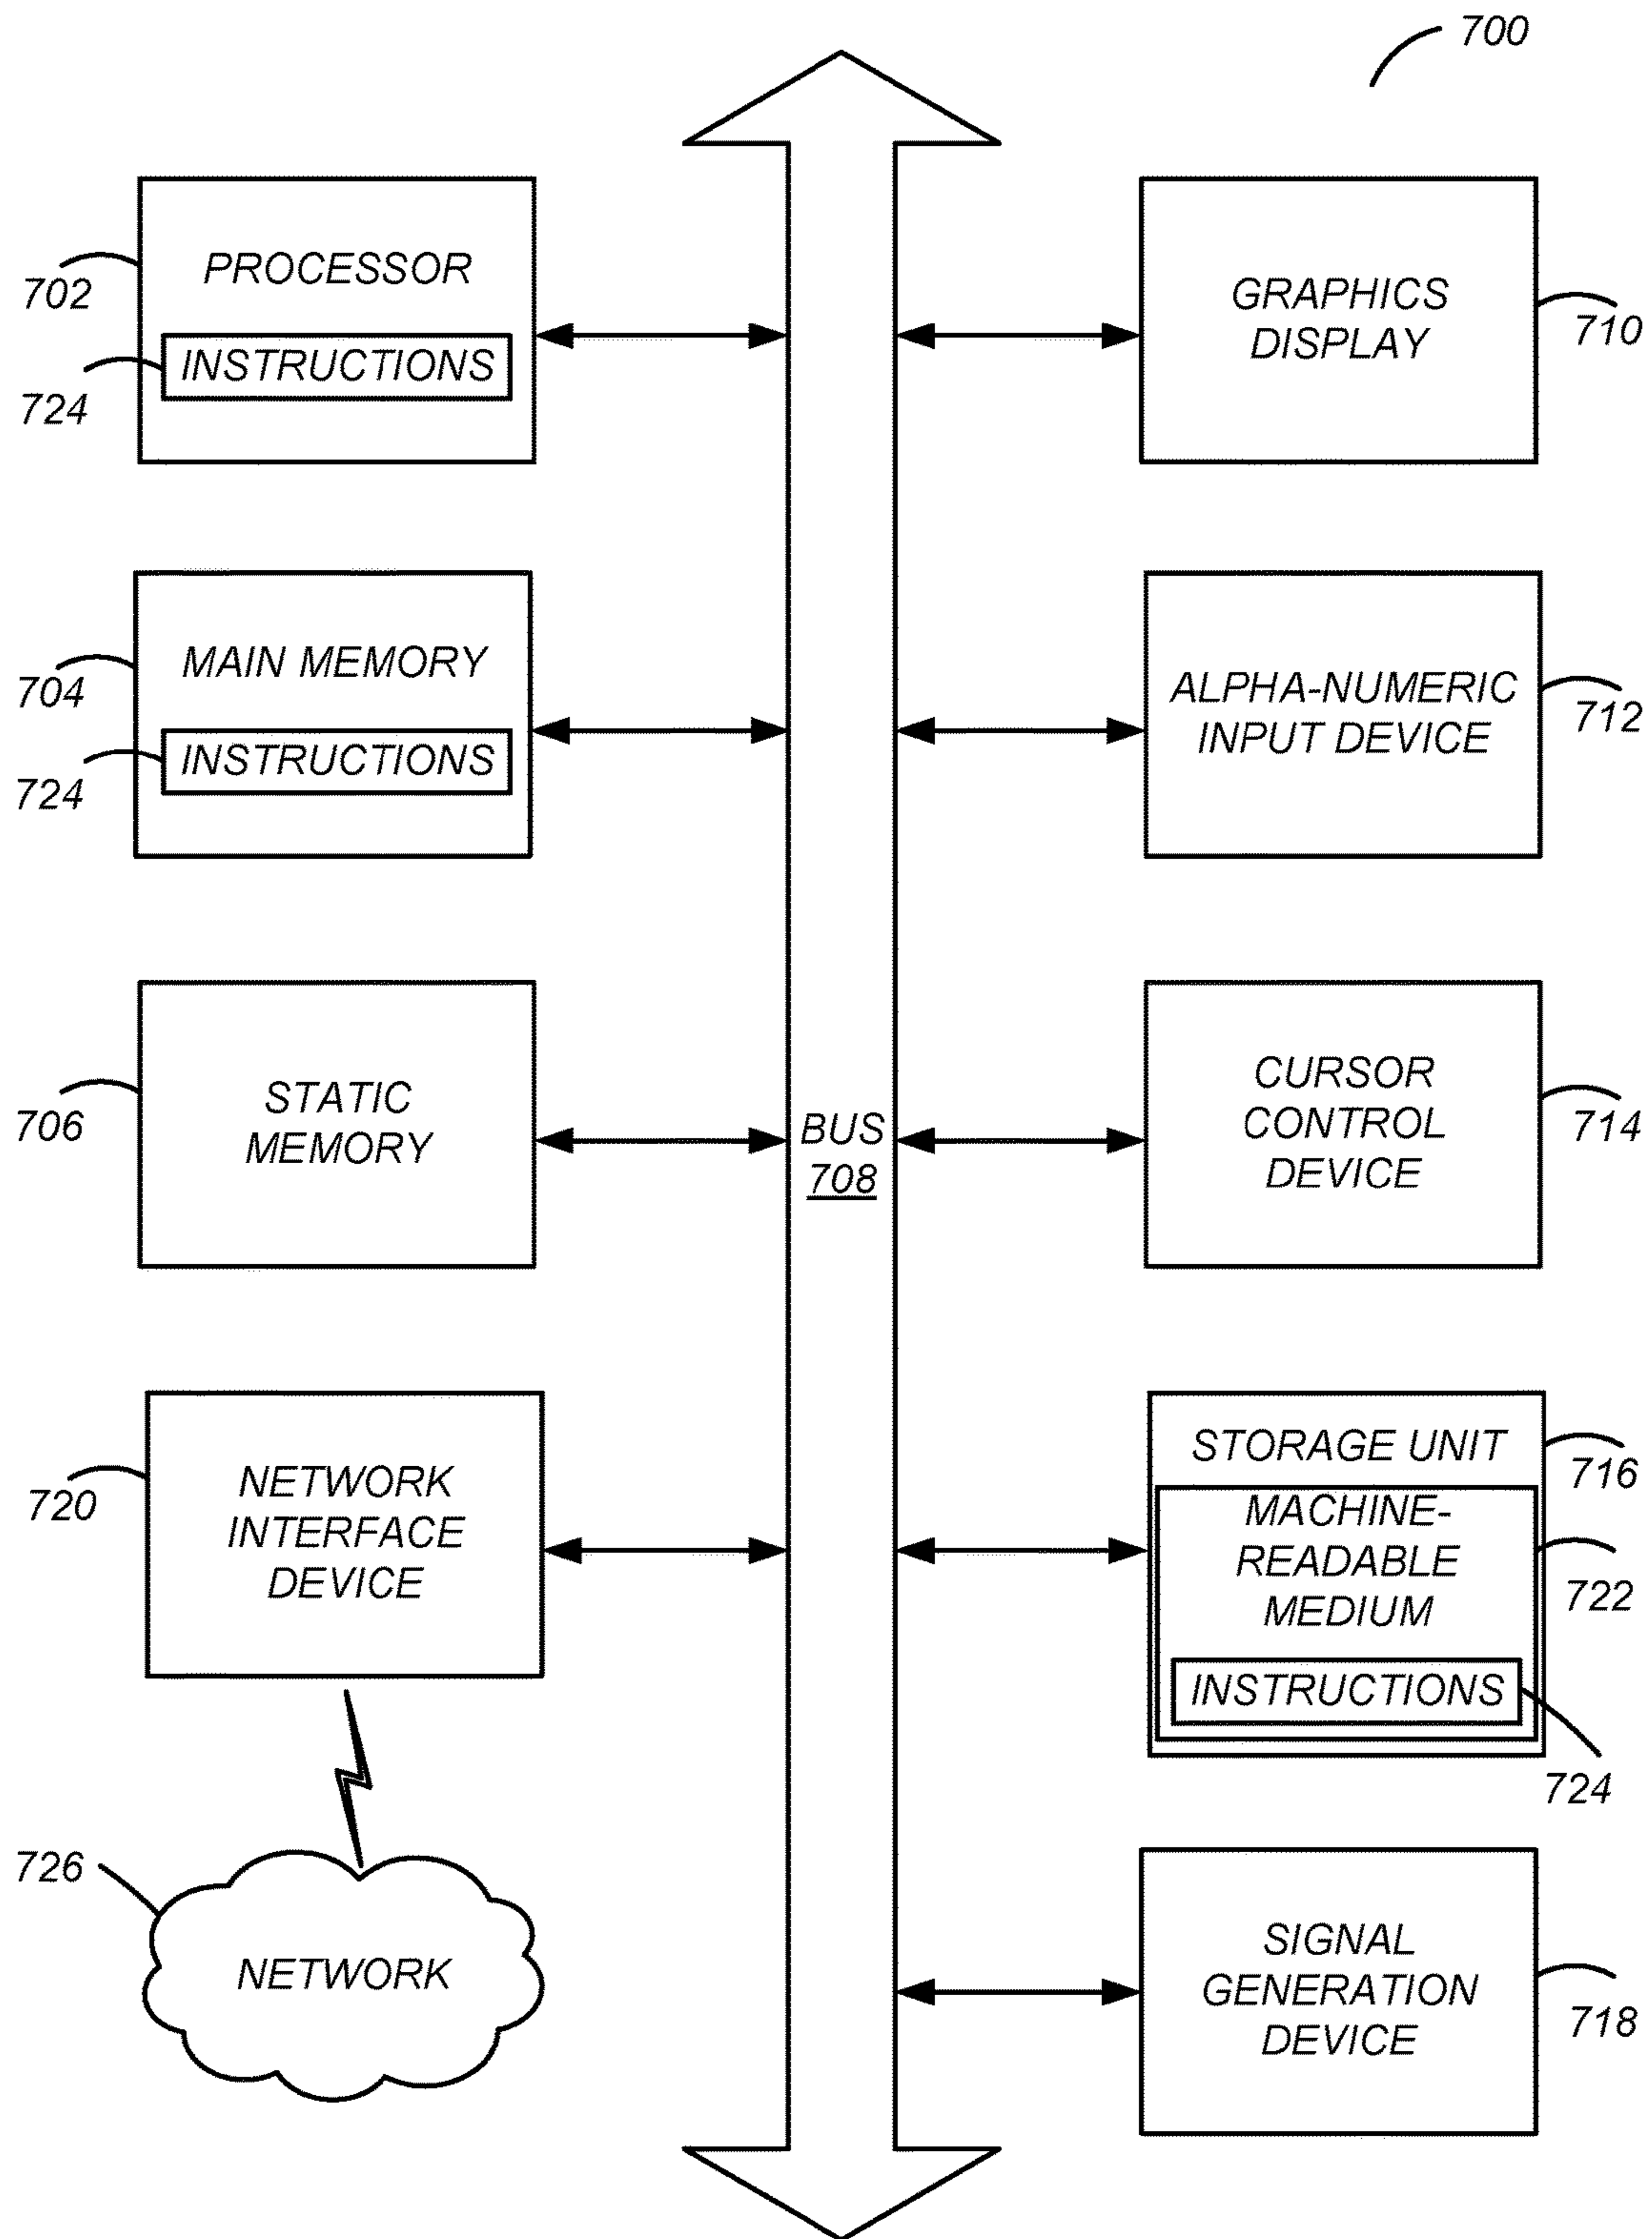 700
PROCESSOR
702
INSTRUCTIONS
724
MAIN MEMORY
704
INSTRUCTIONS
724
STATIC
MEMORY
706
NETWORK
INTERFACE
DEVICE
720
726
NETWORK
BUS
708
GRAPHICS
DISPLAY
710
ALPHA-NUMERIC
INPUT DEVICE
712
CURSOR
CONTROL
DEVICE
714
STORAGE UNIT
716
MACHINE-
READABLE
MEDIUM
722
INSTRUCTIONS
724
SIGNAL
GENERATION
DEVICE
718